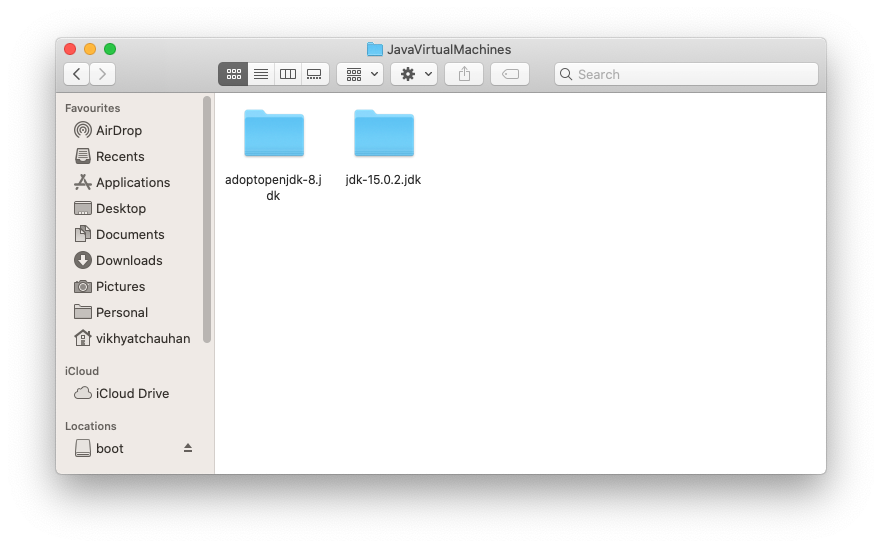 JavaVirtualMachines
Search
Favourites
AirDrop
Recents
Applications
Desktop
Documents
Downloads
Pictures
Personal
vikhyatchauhan
iCloud
iCloud Drive
Locations
boot
adoptopenjdk-8.j
dk
jdk-15.0.2.jdk